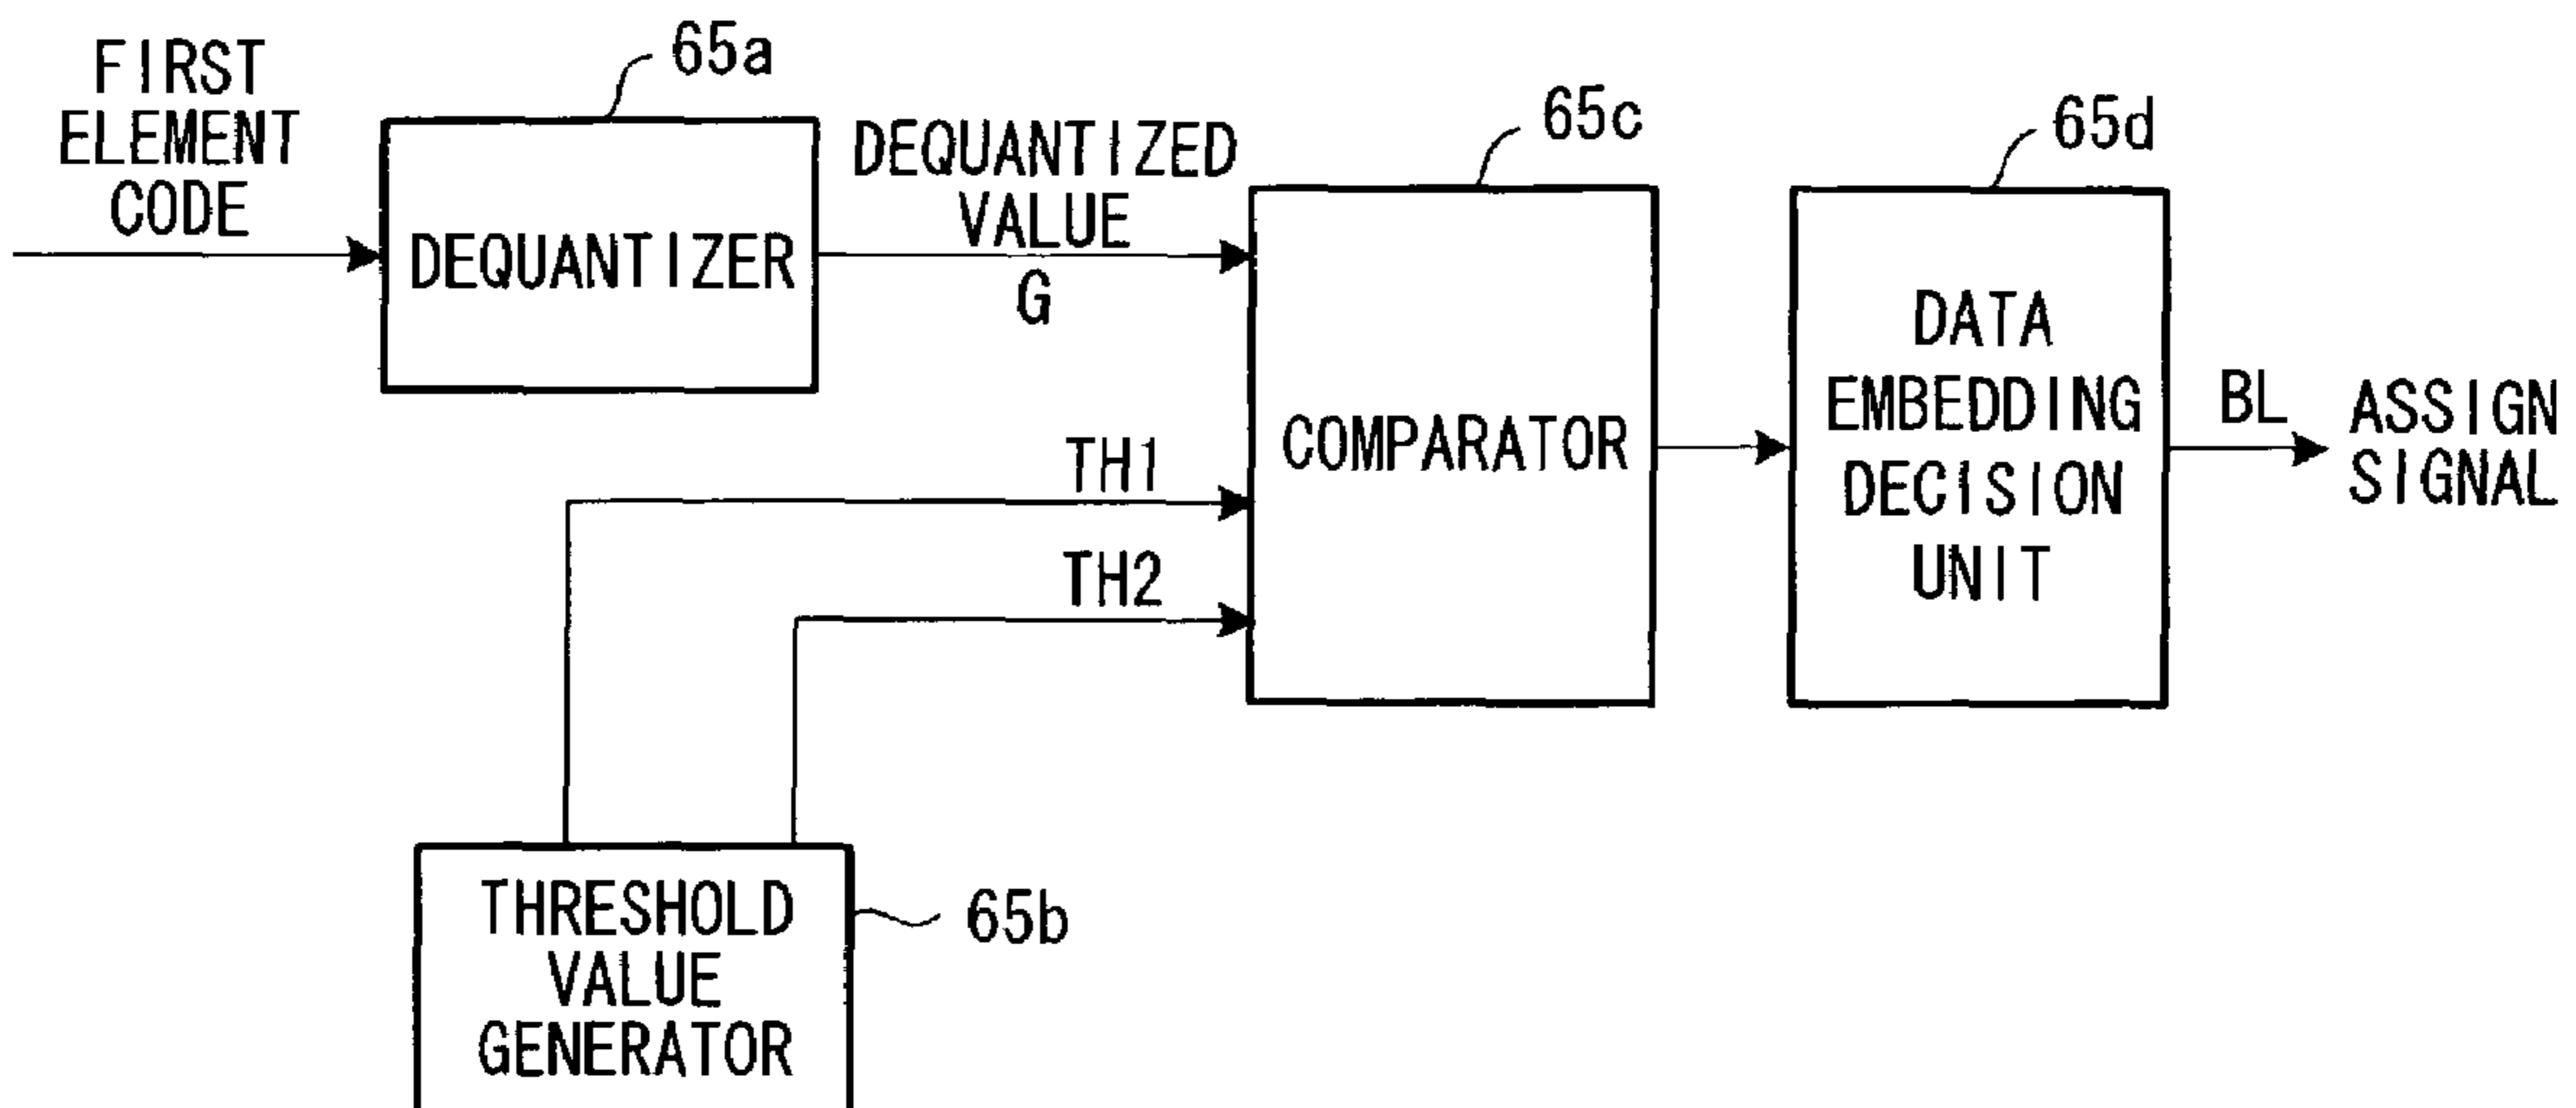 FIRST
ELEMENT
CODE
65a
DEQUANTIZER
DEQUANTIZED
VALUE
G
65c
COMPARATOR
65d
DATA
EMBEDDING
DECISION
UNIT
BL
ASSIGN
SIGNAL
TH1
TH2
THRESHOLD
VALUE
GENERATOR
65b